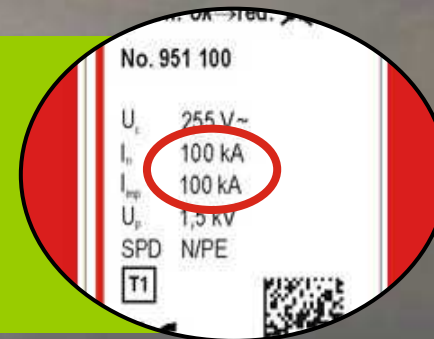 No. 951 100
Uc 255 V~
In 100 kA
Iimp 100 kA
Up 1,5 kV
SPD N/PE
T1